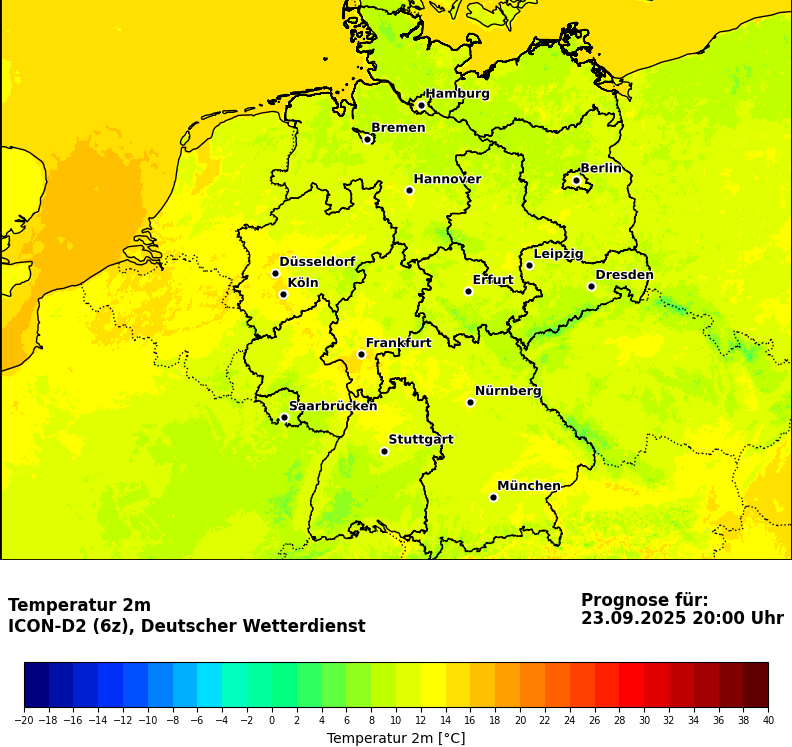 Hamburg
Bremen
Berlin
Hannover
Leipzig
Düsseldorf
Dresden
Köln
Erfurt
Frankfurt
Nürnberg
Saarbrücken
Stuttgart
München
Temperatur 2m
ICON-D2 (6z), Deutscher Wetterdienst
Prognose für:
23.09.2025 20:00 Uhr
−20 −18 −16 −14 −12 −10 −8 −6 −4 −2 0 2 4 6 8 10 12 14 16 18 20 22 24 26 28 30 32 34 36 38 40
Temperatur 2m [°C]